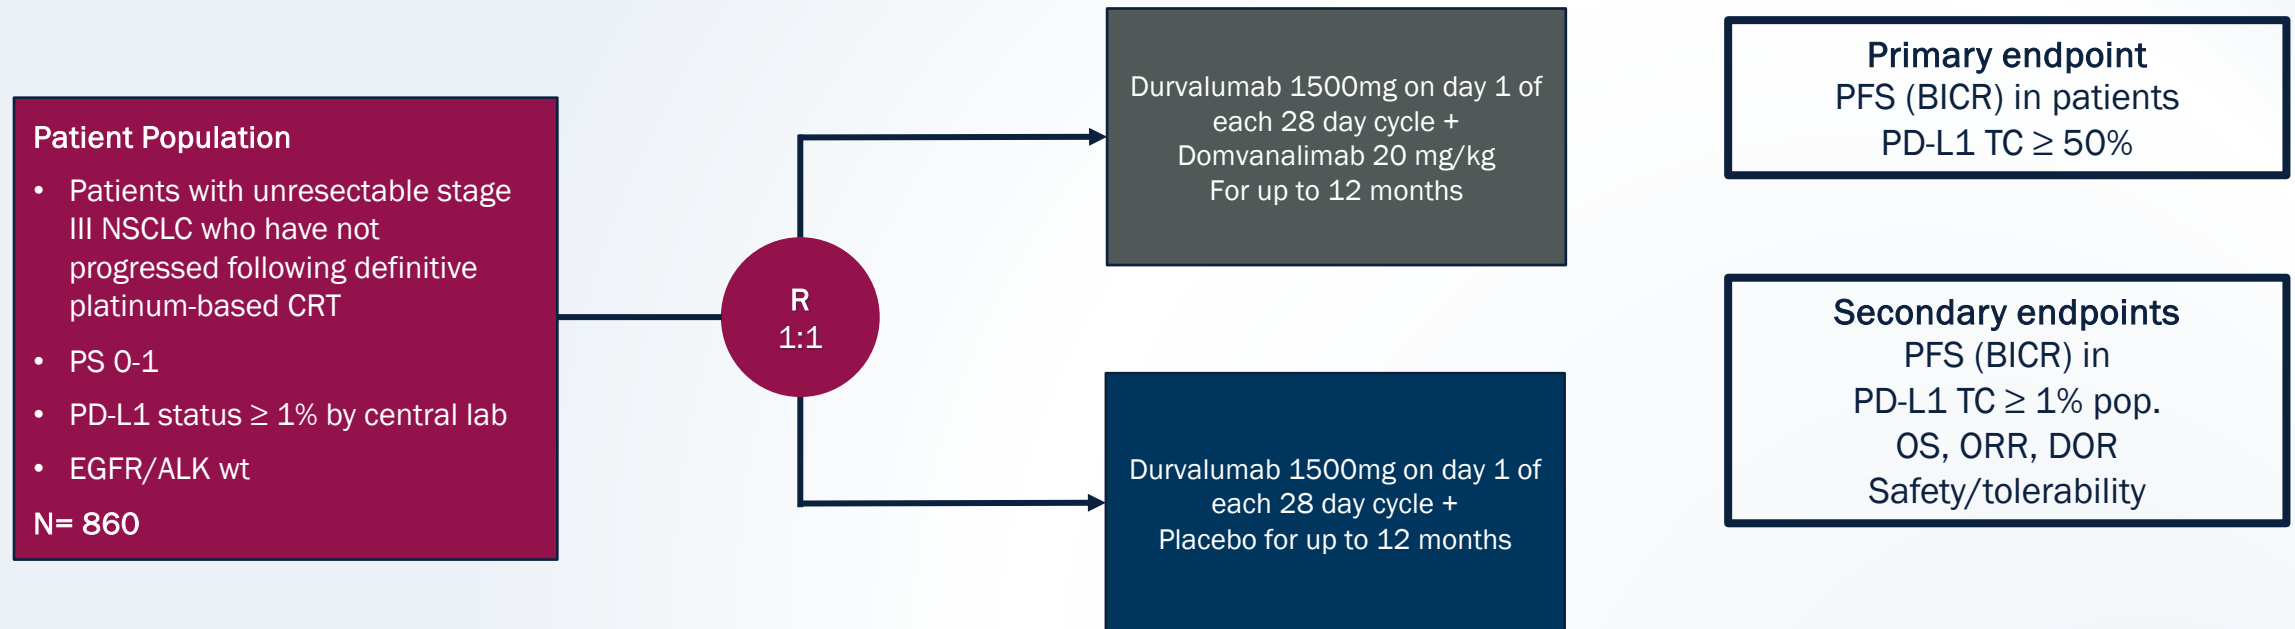 Patient Population
• Patients with unresectable stage
III NSCLC who have not
progressed following definitive
platinum-based CRT
• PS 0-1
• PD-L1 status ≥ 1% by central lab
• EGFR/ALK wt
N= 860
R
1:1
Durvalumab 1500mg on day 1 of
each 28 day cycle +
Domvanalimab 20 mg/kg
For up to 12 months
Durvalumab 1500mg on day 1 of
each 28 day cycle +
Placebo for up to 12 months
Primary endpoint
PFS (BICR) in patients
PD-L1 TC ≥ 50%
Secondary endpoints
PFS (BICR) in
PD-L1 TC ≥ 1% pop.
OS, ORR, DOR
Safety/tolerability